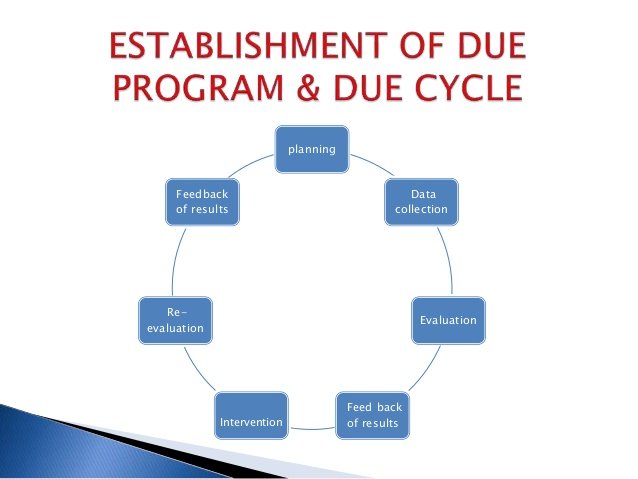 ESTABLISHMENT OF DUE
PROGRAM & DUE CYCLE
planning
Data
collection
Evaluation
Feed back
of results
Intervention
Re-
evaluation
Feedback
of results